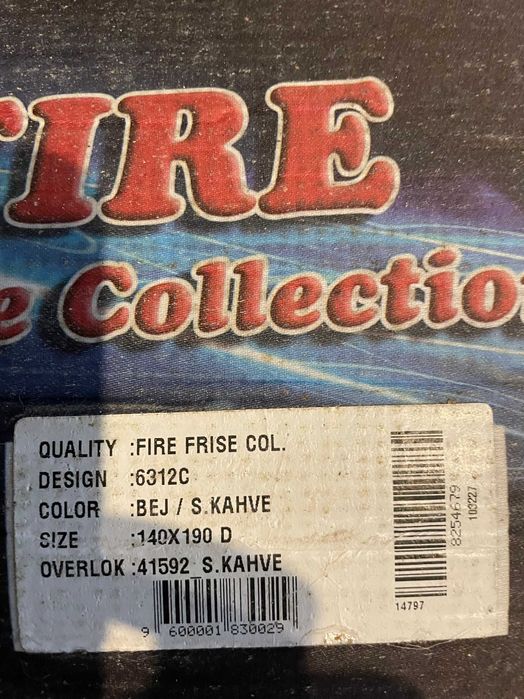 FIRE
e Collectio
QUALITY :FIRE FRISE COL.
DESIGN :6312C
COLOR :BEJ / S.KAHVE
SIZE :140X190 D
OVERLOK :41592_S.KAHVE
9 600001 830029
8254679
103227
14797